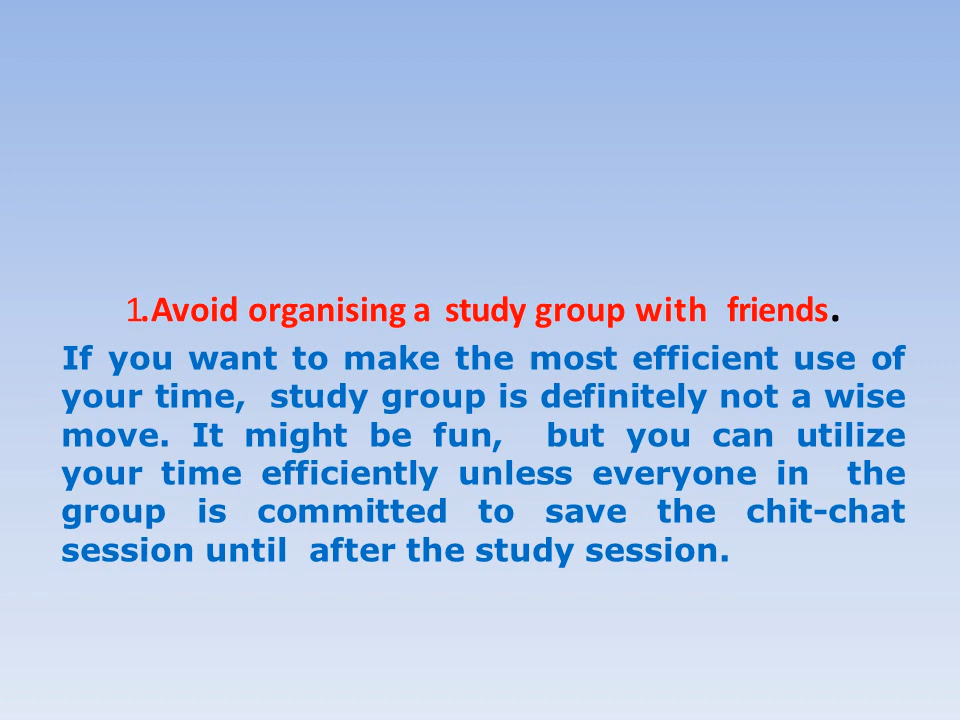 1.Avoid organising a study group with friends.
If you want to make the most efficient use of
your time, study group is definitely not a wise
move. It might be fun, but you can utilize
your time efficiently unless everyone in the
group is committed to save the chit-chat
session until after the study session.